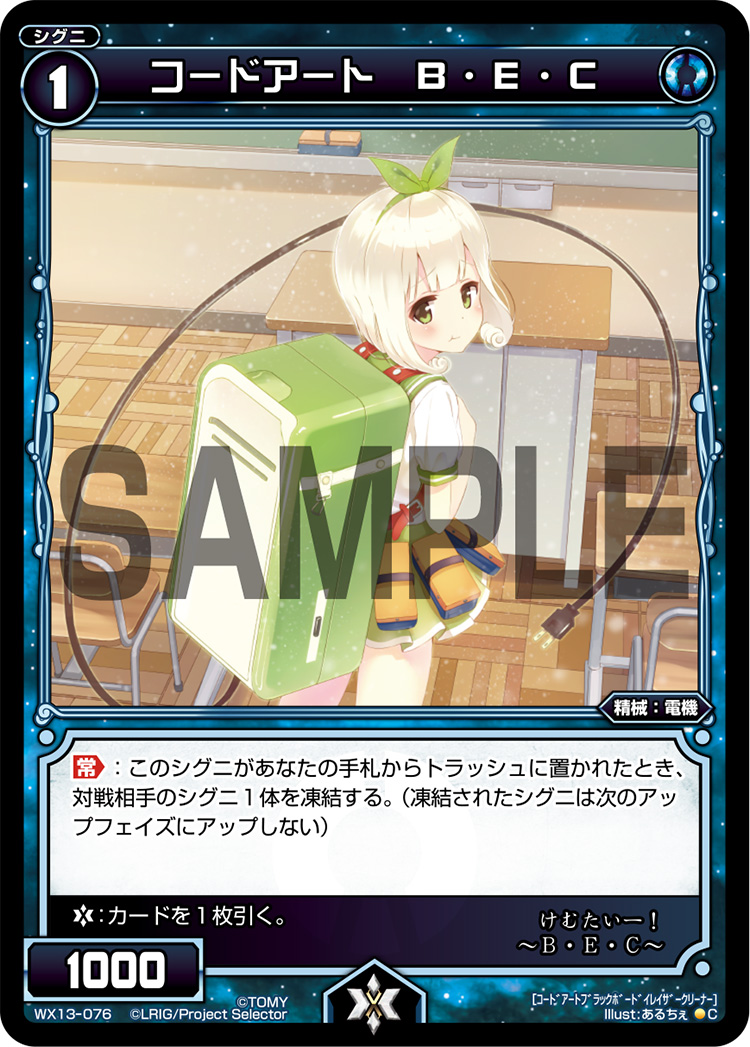 シグニ
1
コードアート B・E・C
SAMPLE
精械：電機
常：このシグニがあなたの手札からトラッシュに置かれたとき、
対戦相手のシグニ１体を凍結する。（凍結されたシグニは次のアッ
プフェイズにアップしない）
：カードを１枚引く。
けむたいー！
～B・E・C～
1000
©TOMY
[コードアートブラックボードイレイザークリーナー]
WX13-076 ©LRIG/Project Selector
Illust:あるちぇ C